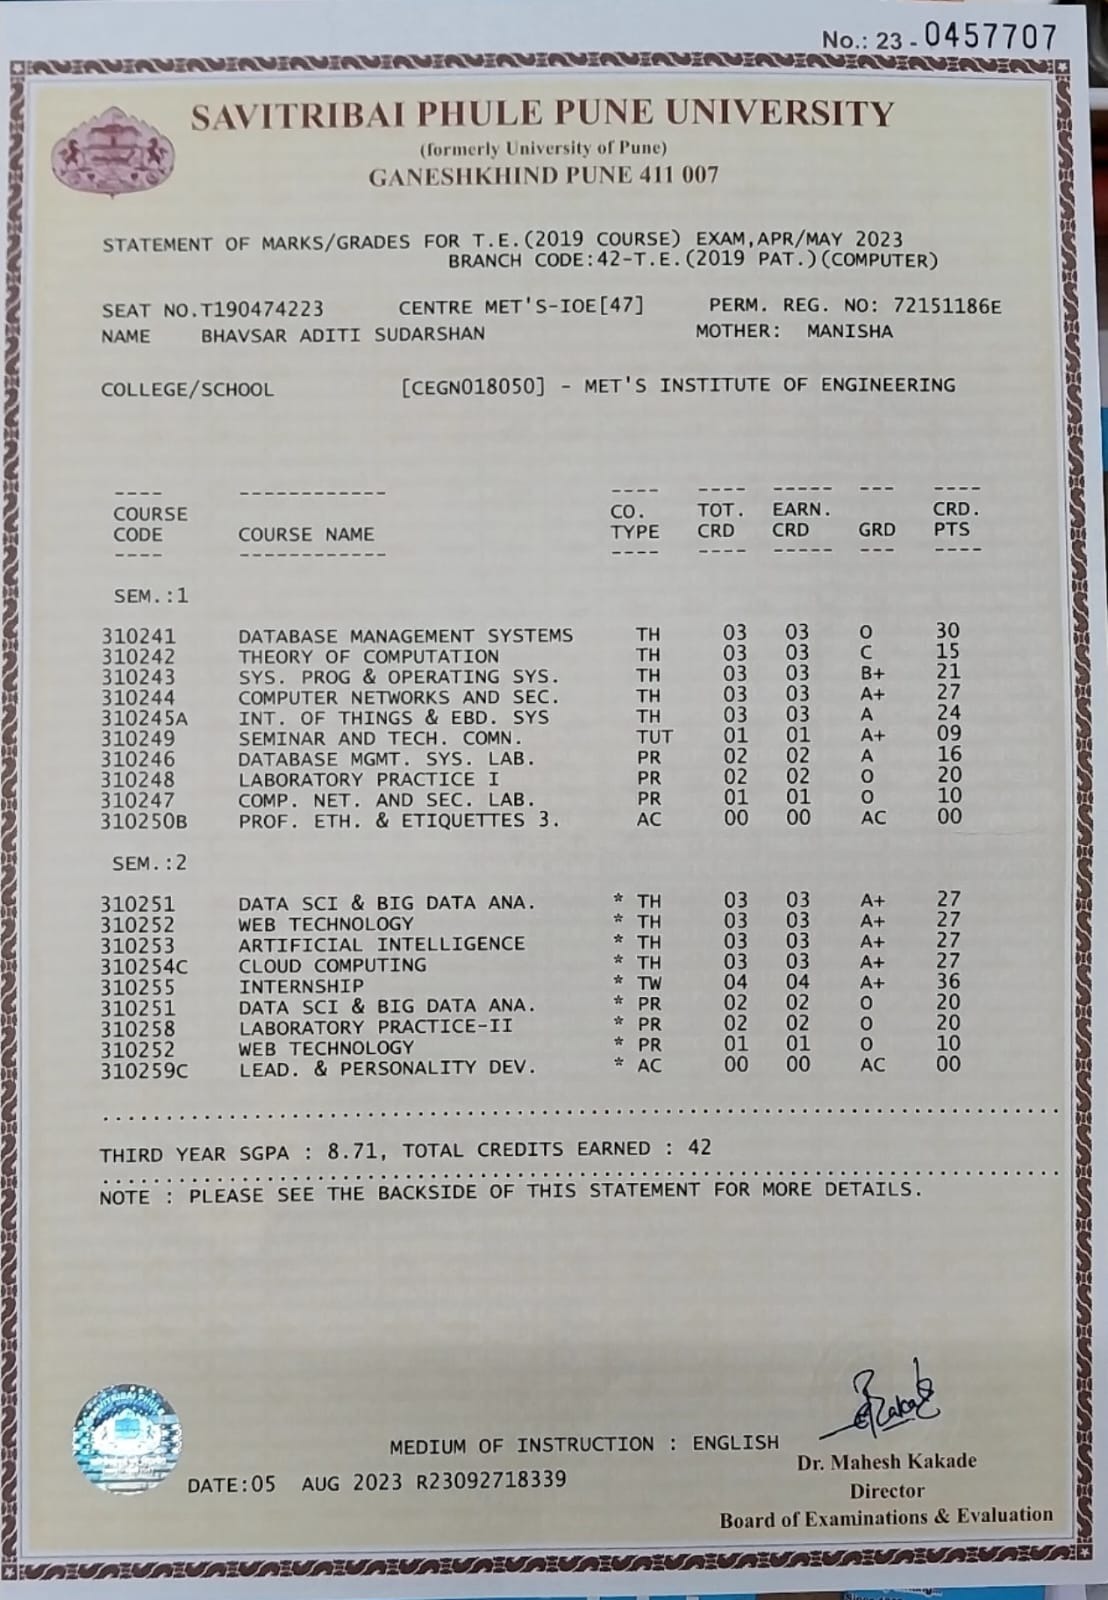 No.: 23 - 0457707
SAVITRIBAI PHULE PUNE UNIVERSITY
(formerly University of Pune)
GANESHKHIND PUNE 411 007
STATEMENT OF MARKS/GRADES FOR T.E.(2019 COURSE) EXAM,APR/MAY 2023
BRANCH CODE:42-T.E.(2019 PAT.)(COMPUTER)
SEAT NO.T190474223 CENTRE MET'S-IOE[47] PERM. REG. NO: 72151186E
NAME BHAVSAR ADITI SUDARSHAN MOTHER: MANISHA
COLLEGE/SCHOOL [CEGN018050] - MET'S INSTITUTE OF ENGINEERING
---- ------------ ---- ---- ----- --- ----
COURSE CO. TOT. EARN. CRD.
CODE COURSE NAME TYPE CRD CRD GRD PTS
---- ------------ ---- ---- ----- --- ----
SEM.:1
310241 DATABASE MANAGEMENT SYSTEMS TH 03 03 O 30
310242 THEORY OF COMPUTATION TH 03 03 C 15
310243 SYS. PROG & OPERATING SYS. TH 03 03 B+ 21
310244 COMPUTER NETWORKS AND SEC. TH 03 03 A+ 27
310245A INT. OF THINGS & EBD. SYS TH 03 03 A 24
310249 SEMINAR AND TECH. COMN. TUT 01 01 A+ 09
310246 DATABASE MGMT. SYS. LAB. PR 02 02 A 16
310248 LABORATORY PRACTICE I PR 02 02 O 20
310247 COMP. NET. AND SEC. LAB. PR 01 01 O 10
310250B PROF. ETH. & ETIQUETTES 3. AC 00 00 AC 00
SEM.:2
310251 DATA SCI & BIG DATA ANA. * TH 03 03 A+ 27
310252 WEB TECHNOLOGY * TH 03 03 A+ 27
310253 ARTIFICIAL INTELLIGENCE * TH 03 03 A+ 27
310254C CLOUD COMPUTING * TH 03 03 A+ 27
310255 INTERNSHIP * TW 04 04 A+ 36
310251 DATA SCI & BIG DATA ANA. * PR 02 02 O 20
310258 LABORATORY PRACTICE-II * PR 02 02 O 20
310252 WEB TECHNOLOGY * PR 01 01 O 10
310259C LEAD. & PERSONALITY DEV. * AC 00 00 AC 00
THIRD YEAR SGPA : 8.71, TOTAL CREDITS EARNED : 42
NOTE : PLEASE SEE THE BACKSIDE OF THIS STATEMENT FOR MORE DETAILS.
MEDIUM OF INSTRUCTION : ENGLISH
DATE:05 AUG 2023 R23092718339
Dr. Mahesh Kakade
Director
Board of Examinations & Evaluation